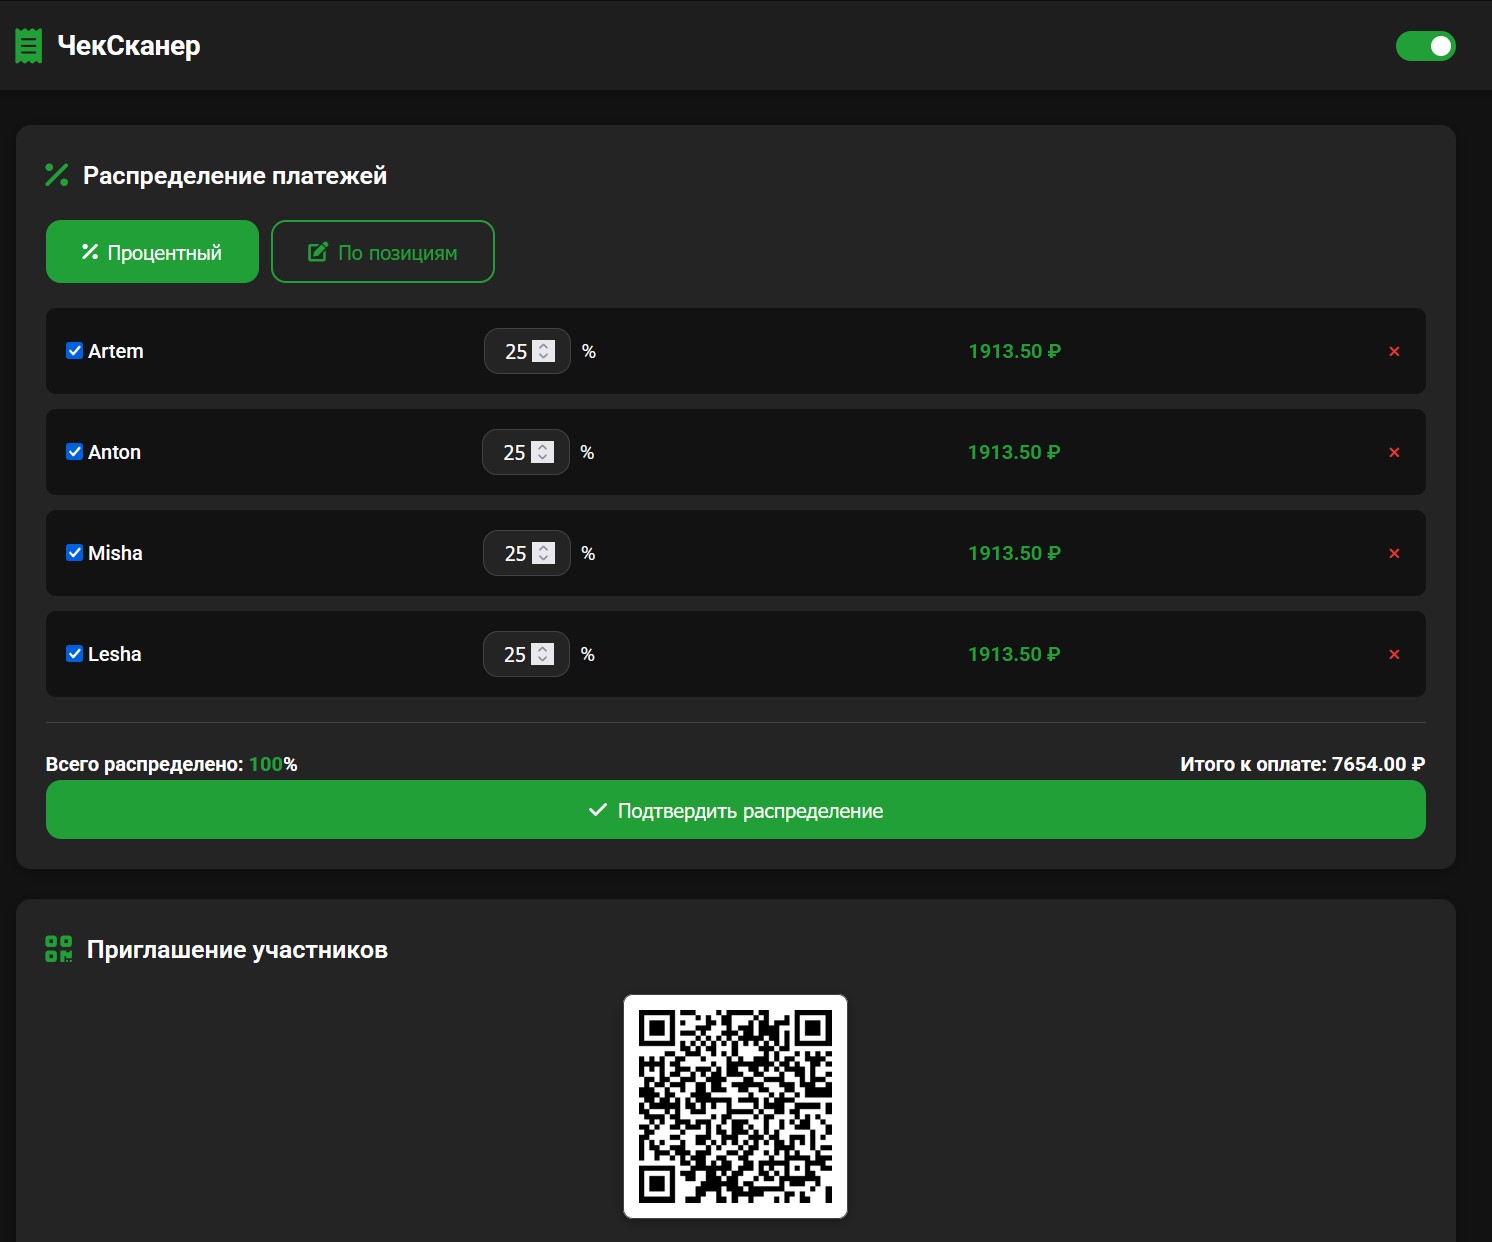 ЧекСканер
Распределение платежей
% Процентный
По позициям
Artem 25 % 1913.50 ₽ ×
Anton 25 % 1913.50 ₽ ×
Misha 25 % 1913.50 ₽ ×
Lesha 25 % 1913.50 ₽ ×
Всего распределено: 100% Итого к оплате: 7654.00 ₽
Подтвердить распределение
Приглашение участников